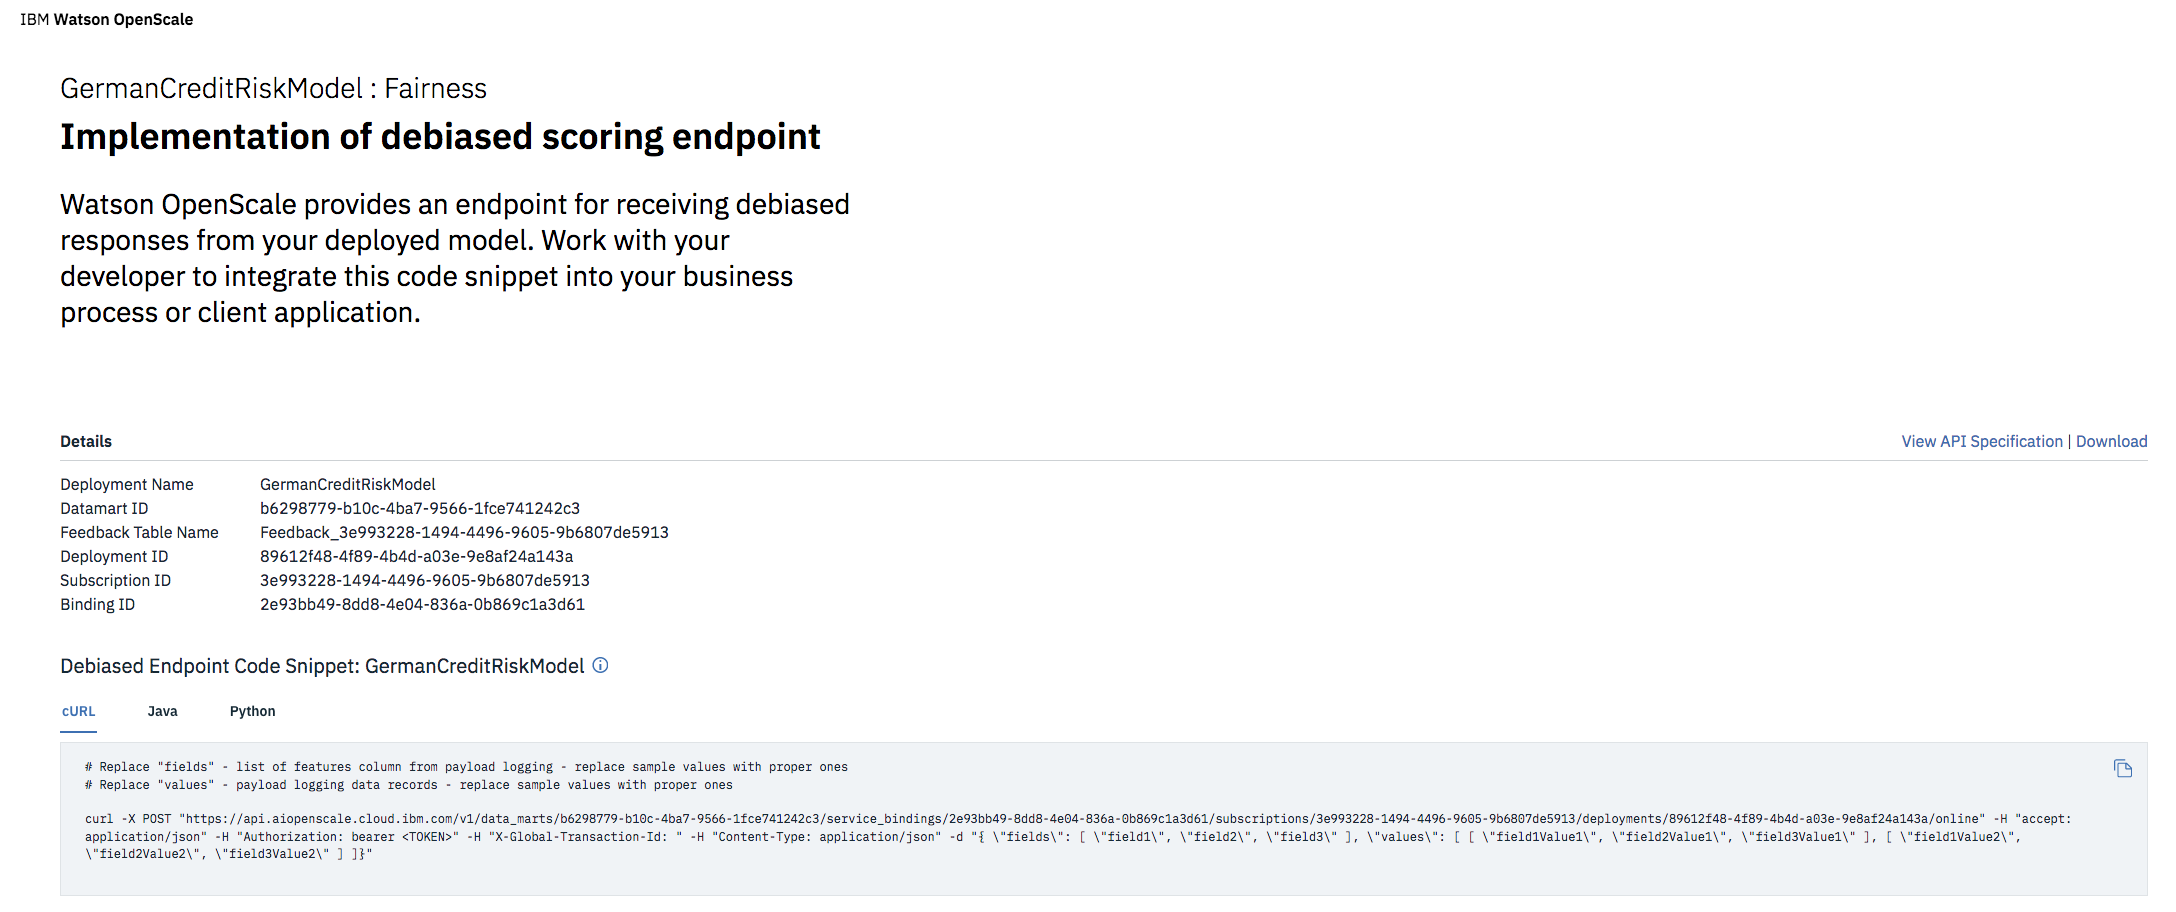 IBM Watson OpenScale
GermanCreditRiskModel : Fairness
Implementation of debiased scoring endpoint
Watson OpenScale provides an endpoint for receiving debiased
responses from your deployed model. Work with your
developer to integrate this code snippet into your business
process or client application.
Details
View API Specification | Download
Deployment Name GermanCreditRiskModel
Datamart ID b6298779-b10c-4ba7-9566-1fce741242c3
Feedback Table Name Feedback_3e993228-1494-4496-9605-9b6807de5913
Deployment ID 89612f48-4f89-4b4d-a03e-9e8af24a143a
Subscription ID 3e993228-1494-4496-9605-9b6807de5913
Binding ID 2e93bb49-8dd8-4e04-836a-0b869c1a3d61
Debiased Endpoint Code Snippet: GermanCreditRiskModel
cURL Java Python
# Replace "fields" - list of features column from payload logging - replace sample values with proper ones
# Replace "values" - payload logging data records - replace sample values with proper ones
curl -X POST "https://api.aiopenscale.cloud.ibm.com/v1/data_marts/b6298779-b10c-4ba7-9566-1fce741242c3/service_bindings/2e93bb49-8dd8-4e04-836a-0b869c1a3d61/subscriptions/3e993228-1494-4496-9605-9b6807de5913/deployments/89612f48-4f89-4b4d-a03e-9e8af24a143a/online" -H "accept:
application/json" -H "Authorization: bearer <TOKEN>" -H "X-Global-Transaction-Id: " -H "Content-Type: application/json" -d "{ \"fields\": [ \"field1\", \"field2\", \"field3\" ], \"values\": [ [ \"field1Value1\", \"field2Value1\", \"field3Value1\" ], [ \"field1Value2\",
\"field2Value2\", \"field3Value2\" ] ]}"